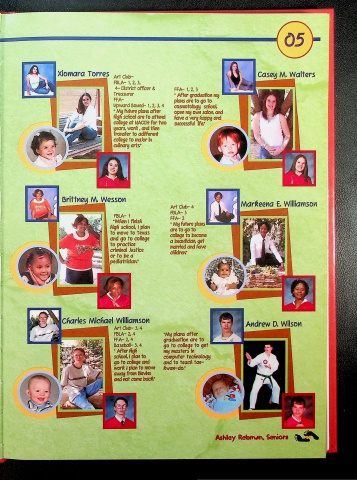 05
Xiomara Torres
Art Club-
FBLA- 1, 2, 3,
4- District officer &
Treasurer
FFA-
Upward Bound- 1, 2, 3, 4
"My future plans after
high school are to attend
college at NACC for two
years, work, and then
transfer to a different
college to major in
culinary arts"
Casey M. Walters
FFA- 1, 2, 3
"After graduation my
plans are to go to
cosmetology school,
open my own salon, and
have a very happy and
successful life"
Brittney M. Wesson
FBLA- 1
"When I finish
high school, I plan
to move to Texas
and go to college
to practice
criminal justice
or to be a
pediatrician"
Markeena E. Williamson
Art Club- 4
FBLA- 3
FFA- 2
"My future plans
are to go to
college to become
a beautician, get
married and have
children"
Charles Michael Williamson
Art Club- 3, 4
FBLA- 3, 4
FFA- 2, 4
Baseball- 3, 4
"After high
school, I plan to
go to college and
work I plan to move
away from
and not come back!"
Andrew D. Wilson
"My plans after
graduation are to
go to college to get
my masters in
computer technology
and to teach Tae-
Kwon-do."
Ashley Rebman, Seniors